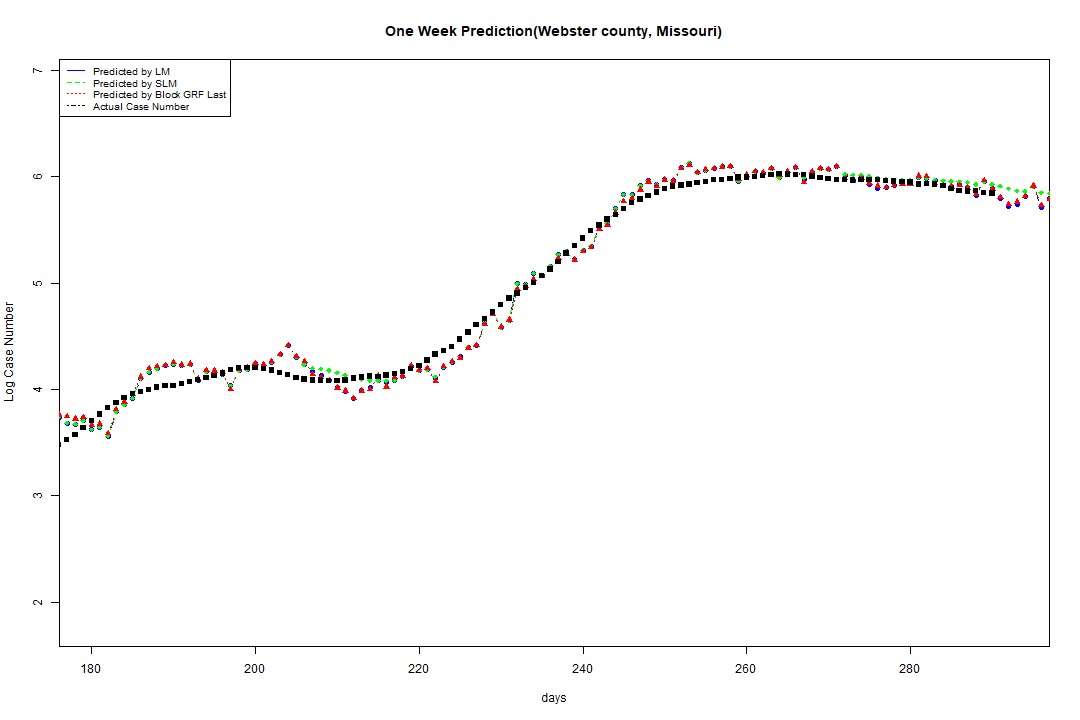 One Week Prediction(Webster county, Missouri)
7
Predicted by LM
Predicted by SLM
Predicted by Block GRF Last
Actual Case Number
6
5
4
3
2
Log Case Number
180 200 220 240 260 280
days